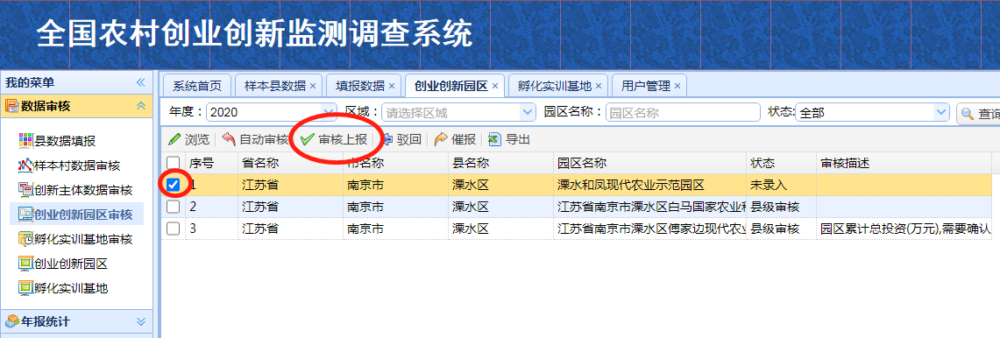 全国农村创业创新监测调查系统
我的菜单
数据审核
县数据填报
样本村数据审核
创新主体数据审核
创业创新园区审核
孵化实训基地审核
创业创新园区
孵化实训基地
年报统计
系统首页 样本县数据 填报数据 创业创新园区 孵化实训基地 用户管理
年度： 2020 区域： 请选择区域 园区名称： 园区名称 状态: 全部 查询
浏览 自动审核 审核上报 驳回 催报 导出
序号 省名称 市名称 县名称 园区名称 状态 审核描述
1 江苏省 南京市 溧水区 溧水和凤现代农业示范园区 未录入
2 江苏省 南京市 溧水区 江苏省南京市溧水区白马国家农业科 县级审核
3 江苏省 南京市 溧水区 江苏省南京市溧水区傅家边现代农业 县级审核 园区累计总投资(万元),需要确认